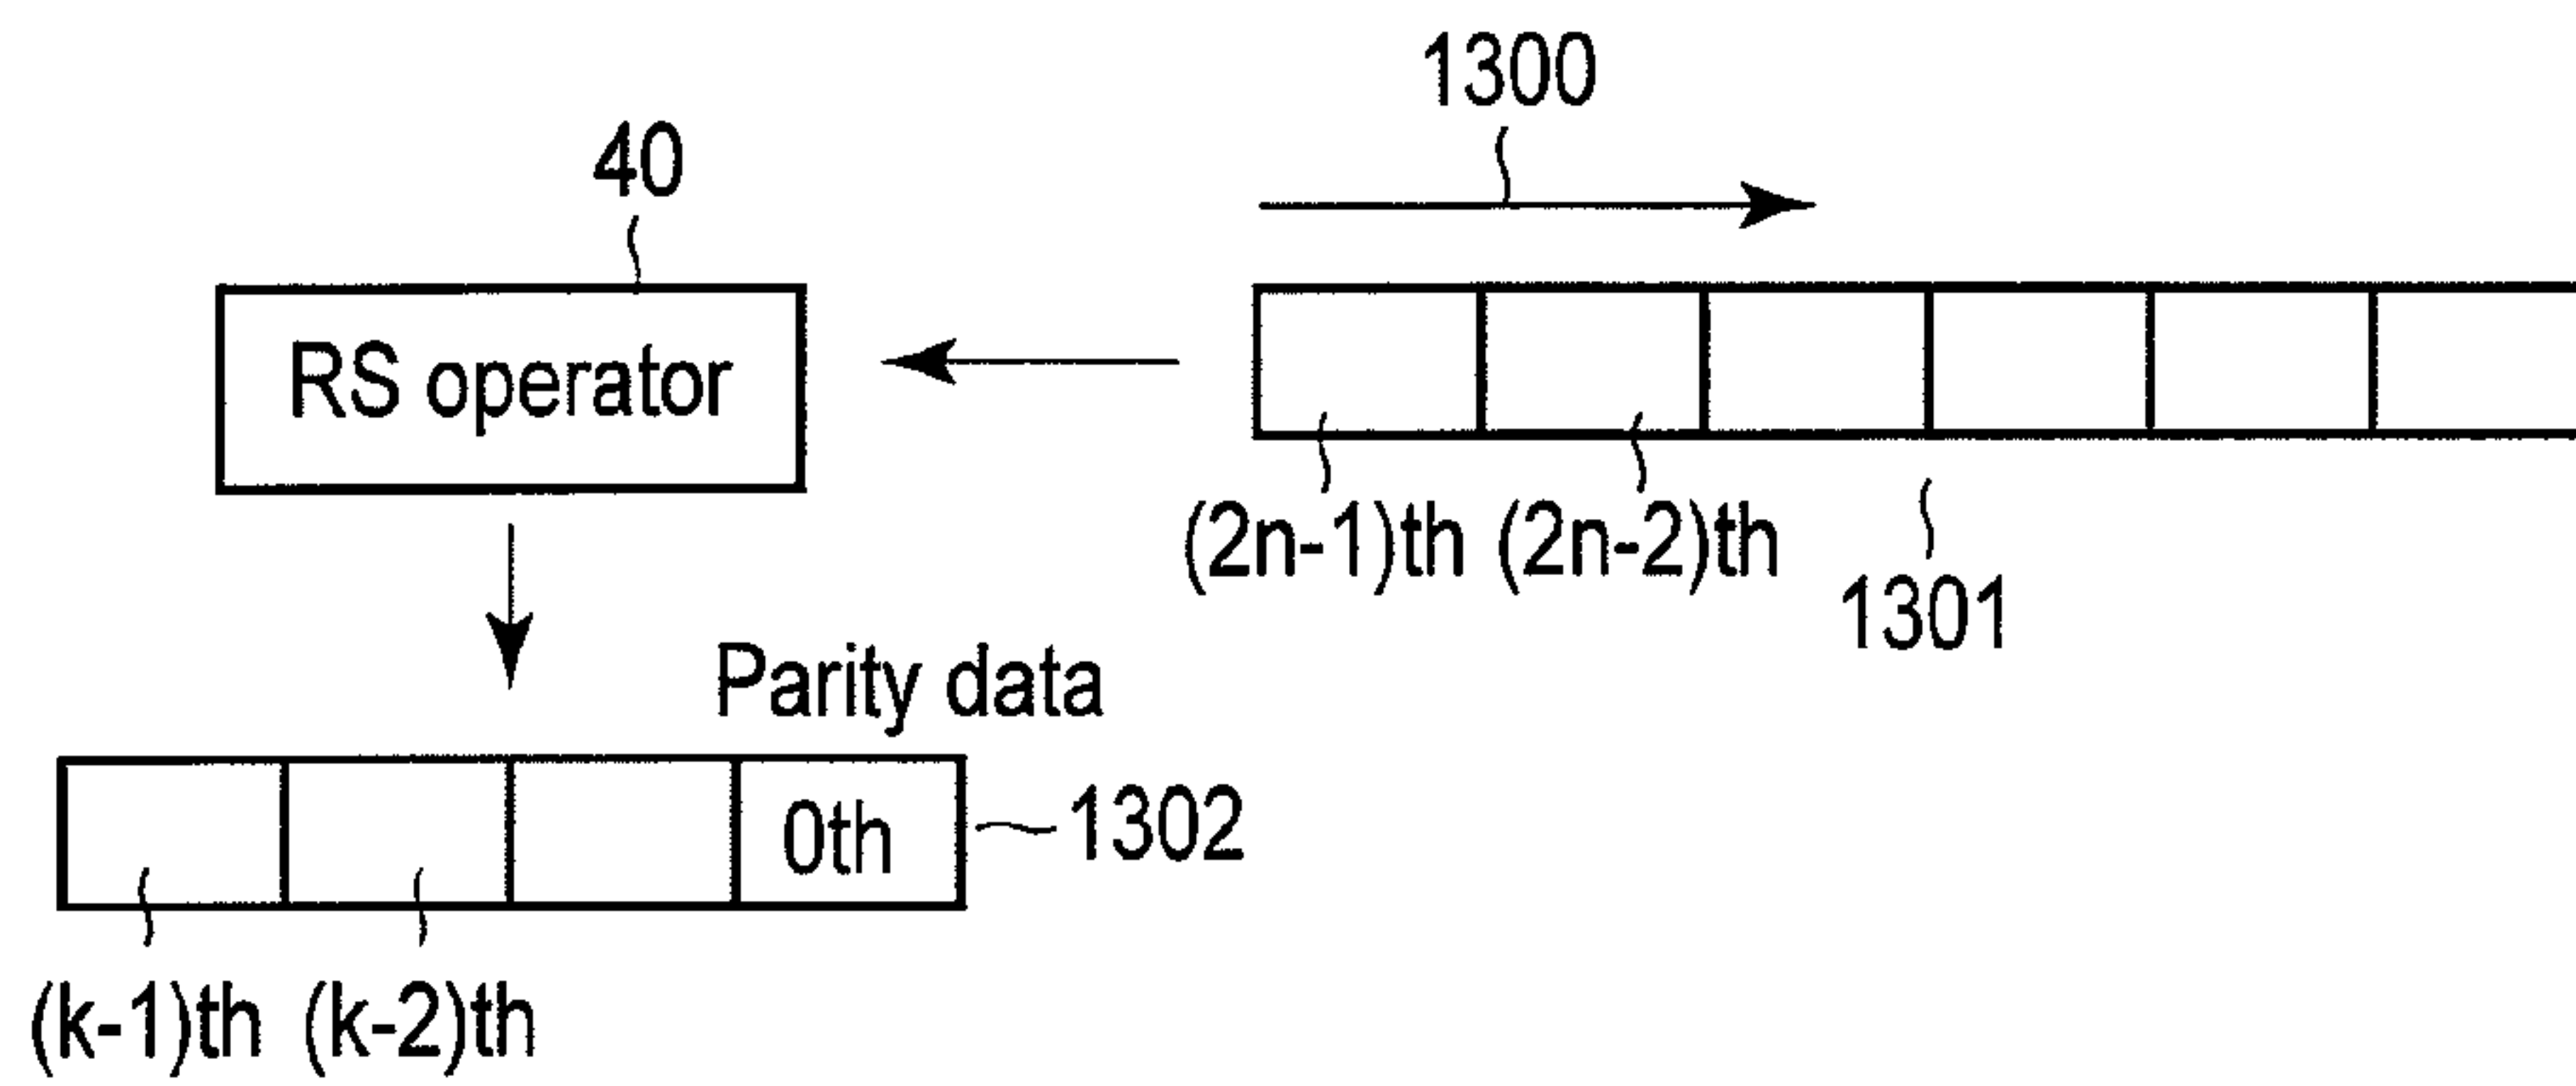 1300
40
RS operator
(2n-1)th (2n-2)th
1301
Parity data
0th
1302
(k-1)th (k-2)th